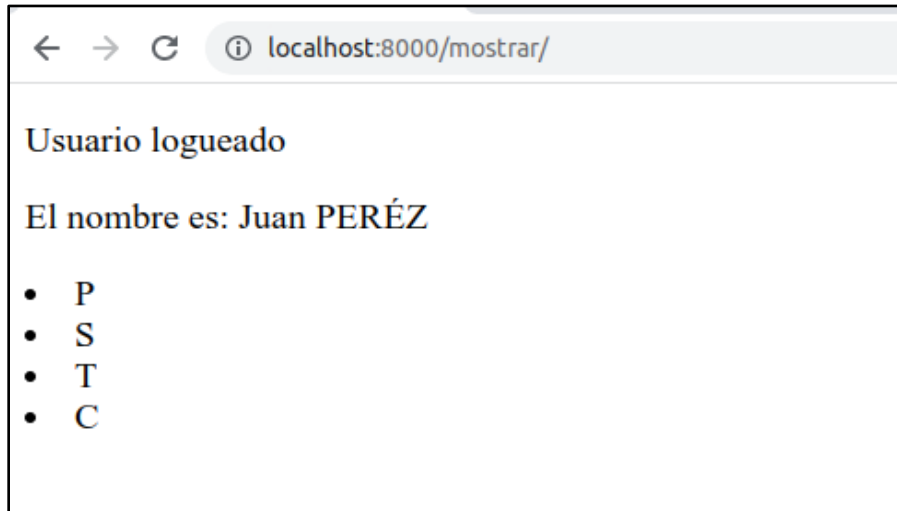 localhost:8000/mostrar/
Usuario logueado
El nombre es: Juan PERÉZ
• P
• S
• T
• C